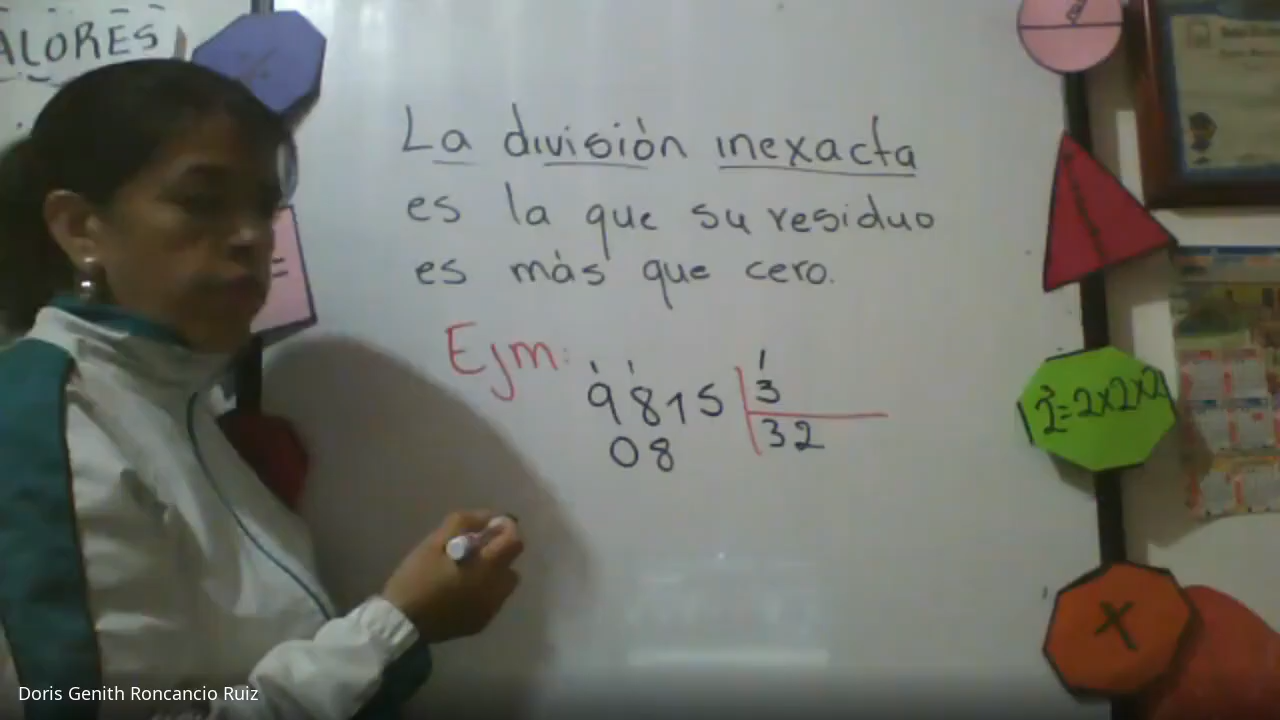 ALORES
La división inexacta
es la que su residuo
es más que cero.
Ejm:
9815 3
08 32
2³=2x2x2
X
=
Doris Genith Roncancio Ruiz